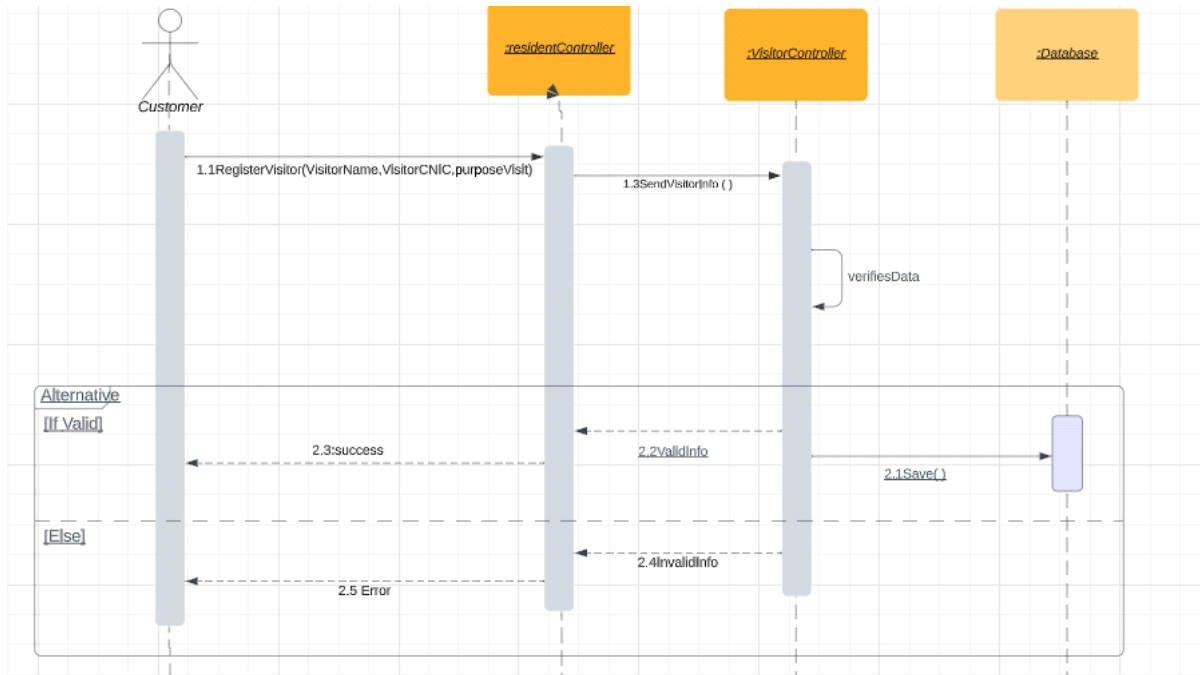 :residentController
:VisitorController
:Database
Customer
1.1RegisterVisitor(VisitorName,VisitorCNIC,purposeVisit)
1.3SendVisitorInfo ( )
verifiesData
Alternative
[If Valid]
2.3:success
2.2ValidInfo
2.1Save( )
[Else]
2.4InvalidInfo
2.5 Error